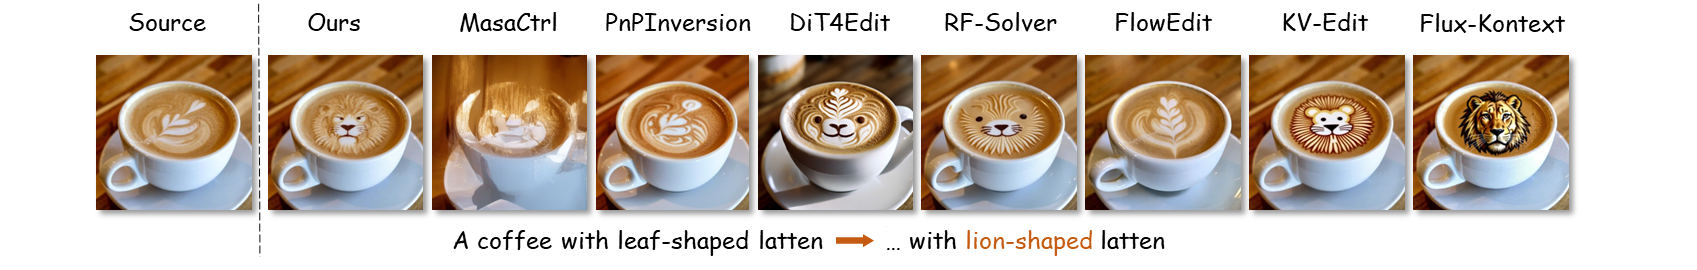 Source Ours MasaCtrl PnPInversion DiT4Edit RF-Solver FlowEdit KV-Edit Flux-Kontext
A coffee with leaf-shaped latten ... with lion-shaped latten